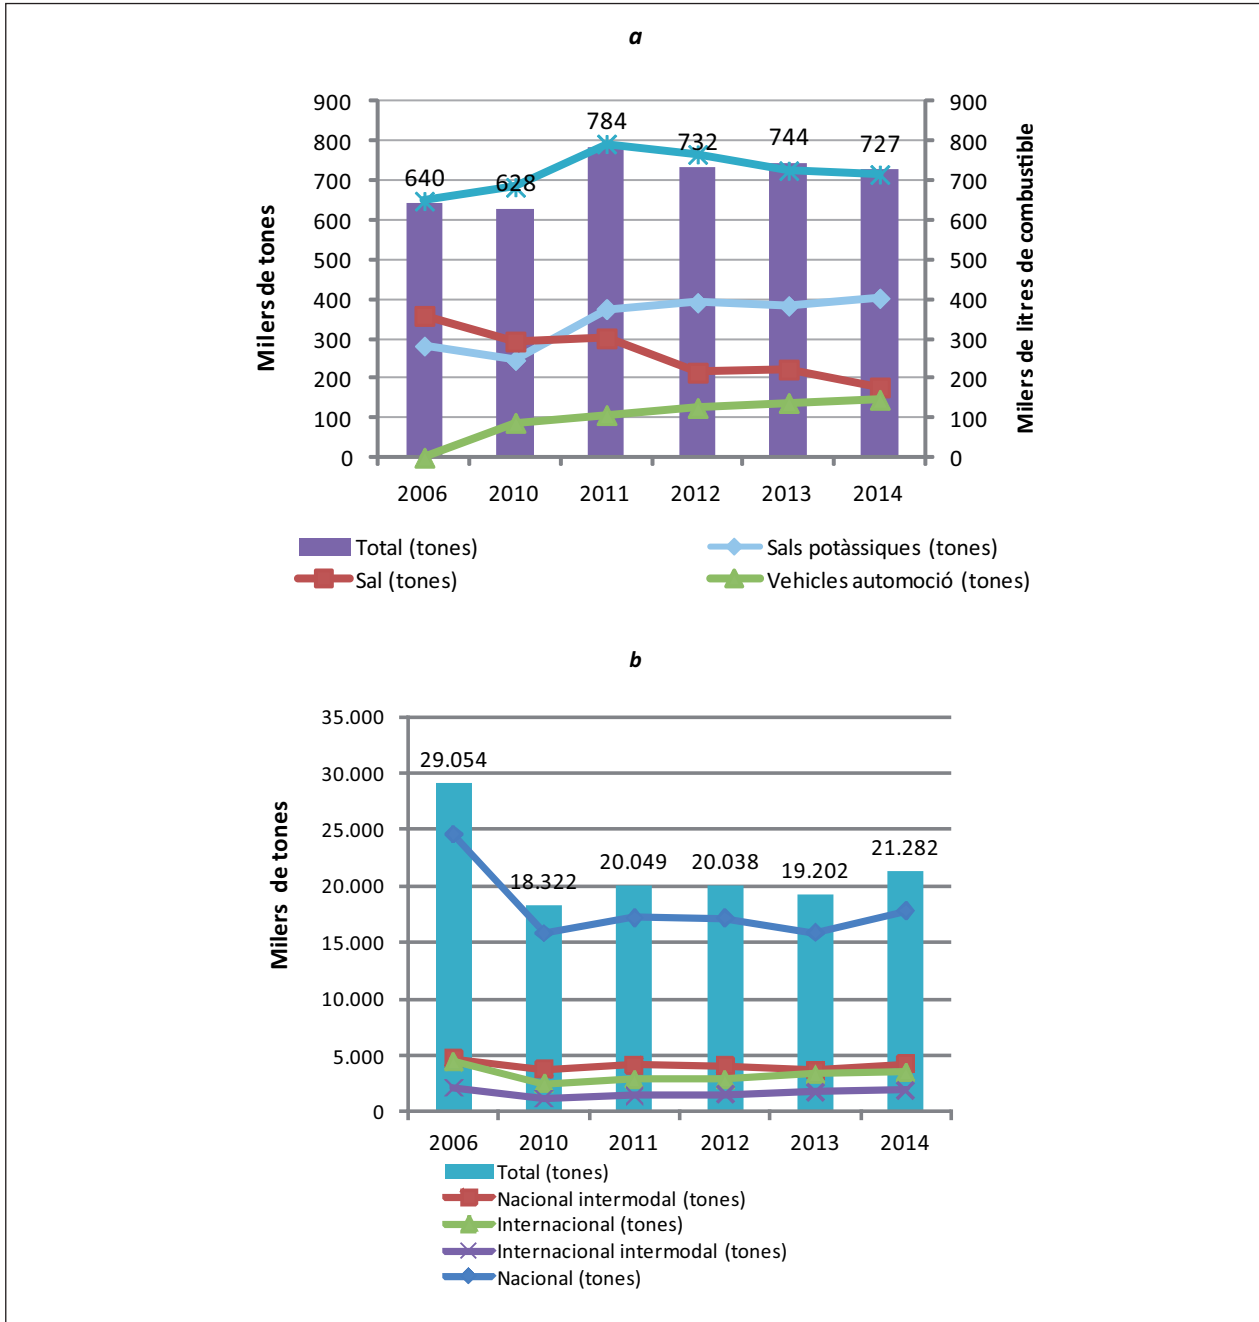 a
900
800
700
600
500
400
300
200
100
0
Milers de tones
900
800
700
600
500
400
300
200
100
0
Milers de litres de combustible
640
628
784
732
744
727
2006 2010 2011 2012 2013 2014
Total (tones) Sals potàssiques (tones)
Sal (tones) Vehicles automoció (tones)
b
35.000
30.000
25.000
20.000
15.000
10.000
5.000
0
Milers de tones
29.054
18.322
20.049
20.038
19.202
21.282
2006 2010 2011 2012 2013 2014
Total (tones)
Nacional intermodal (tones)
Internacional (tones)
Internacional intermodal (tones)
Nacional (tones)